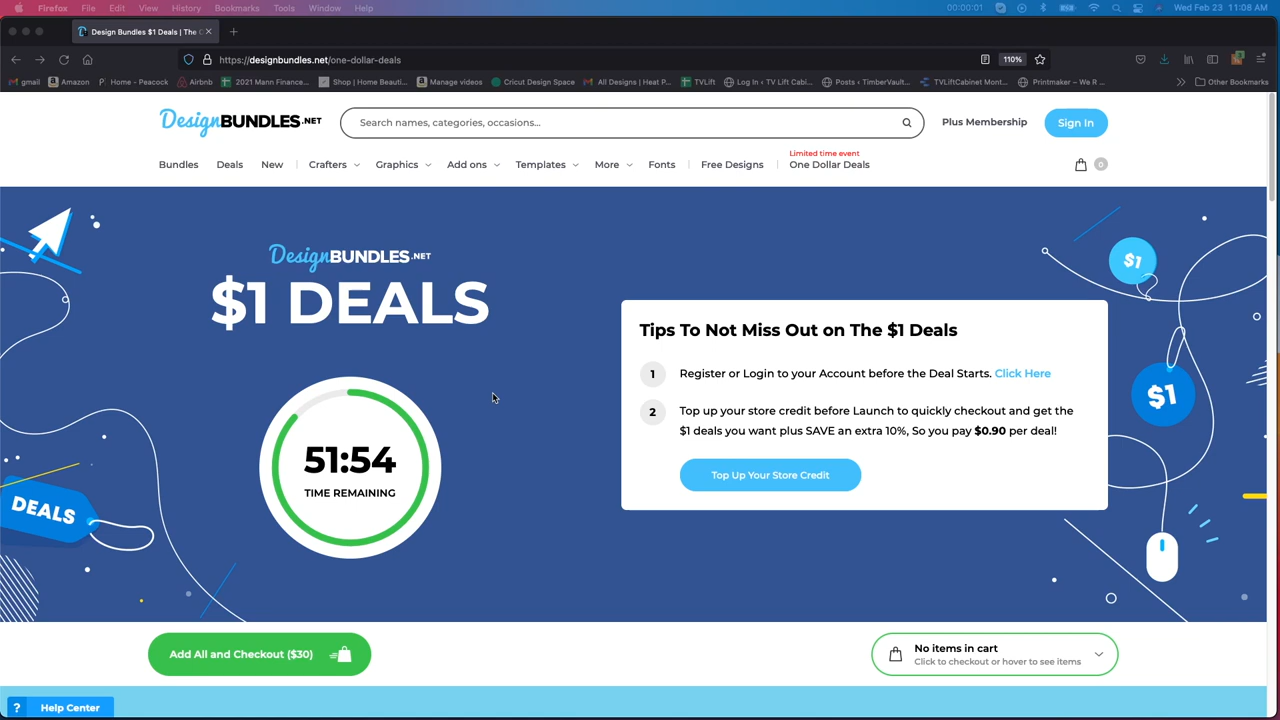 Firefox File Edit View History Bookmarks Tools Window Help 00:00:01 Wed Feb 23 11:08 AM
Design Bundles $1 Deals | The
https://designbundles.net/one-dollar-deals 110%
gmail Amazon Home - Peacock Airbnb 2021 Mann Finance... Shop | Home Beauti... Manage videos Cricut Design Space All Designs | Heat P... TVLift Log In ‹ TV Lift Cabi... Posts ‹ TimberVault... TVLiftCabinet Mont... Printmaker – We R ... Other Bookmarks
Design BUNDLES.NET
Search names, categories, occasions...
Plus Membership
Sign In
Limited time event
Bundles Deals New Crafters Graphics Add ons Templates More Fonts Free Designs One Dollar Deals 0
Design BUNDLES.NET
$1 DEALS
51:54
TIME REMAINING
Tips To Not Miss Out on The $1 Deals
1 Register or Login to your Account before the Deal Starts. Click Here
2 Top up your store credit before Launch to quickly checkout and get the
$1 deals you want plus SAVE an extra 10%, So you pay $0.90 per deal!
Top Up Your Store Credit
$1
$1
DEALS
Add All and Checkout ($30)
No items in cart
Click to checkout or hover to see items
? Help Center